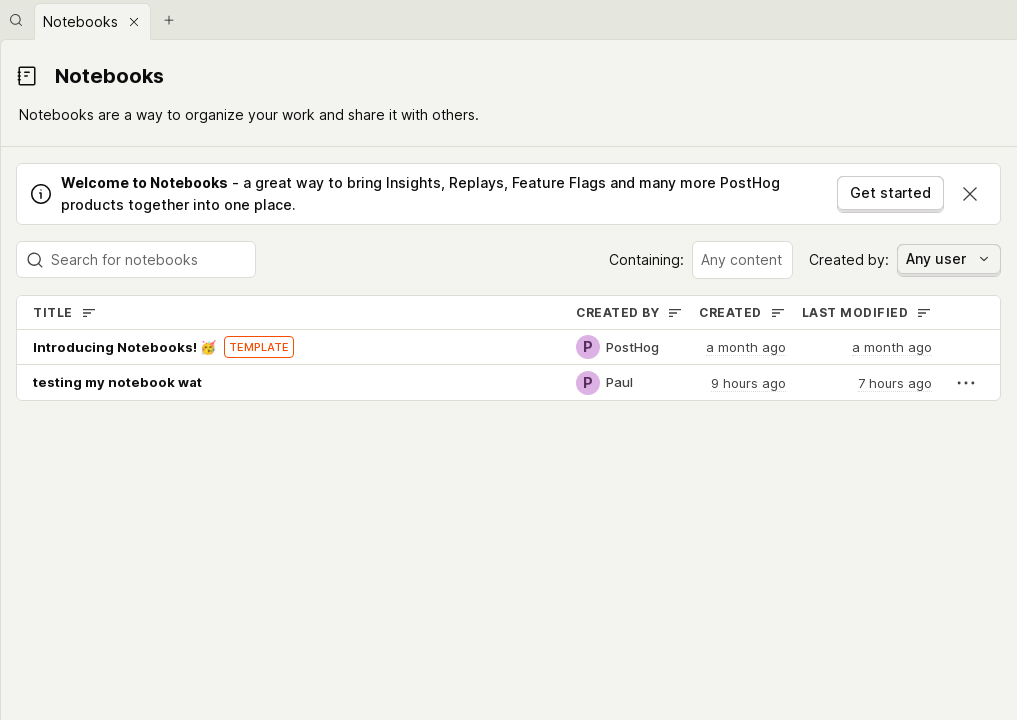 Notebooks
Notebooks
Notebooks are a way to organize your work and share it with others.
Welcome to Notebooks - a great way to bring Insights, Replays, Feature Flags and many more PostHog
products together into one place.
Get started
Search for notebooks
Containing: Any content Created by: Any user
TITLE CREATED BY CREATED LAST MODIFIED
Introducing Notebooks! 🥳 TEMPLATE P PostHog a month ago a month ago
testing my notebook wat P Paul 9 hours ago 7 hours ago